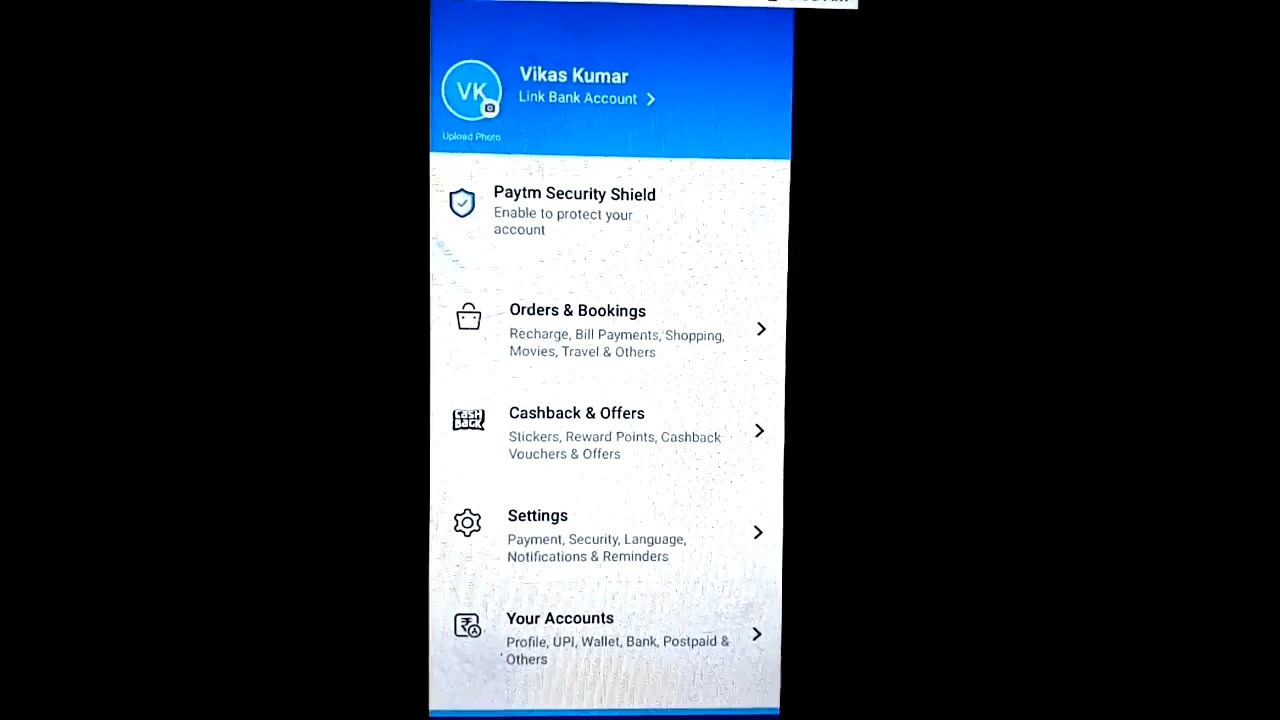 Vikas Kumar
VK
Link Bank Account
Upload Photo
Paytm Security Shield
Enable to protect your
account
Orders & Bookings
Recharge, Bill Payments, Shopping,
Movies, Travel & Others
CASH
BACK
Cashback & Offers
Stickers, Reward Points, Cashback
Vouchers & Offers
Settings
Payment, Security, Language,
Notifications & Reminders
Your Accounts
Profile, UPI, Wallet, Bank, Postpaid &
Others